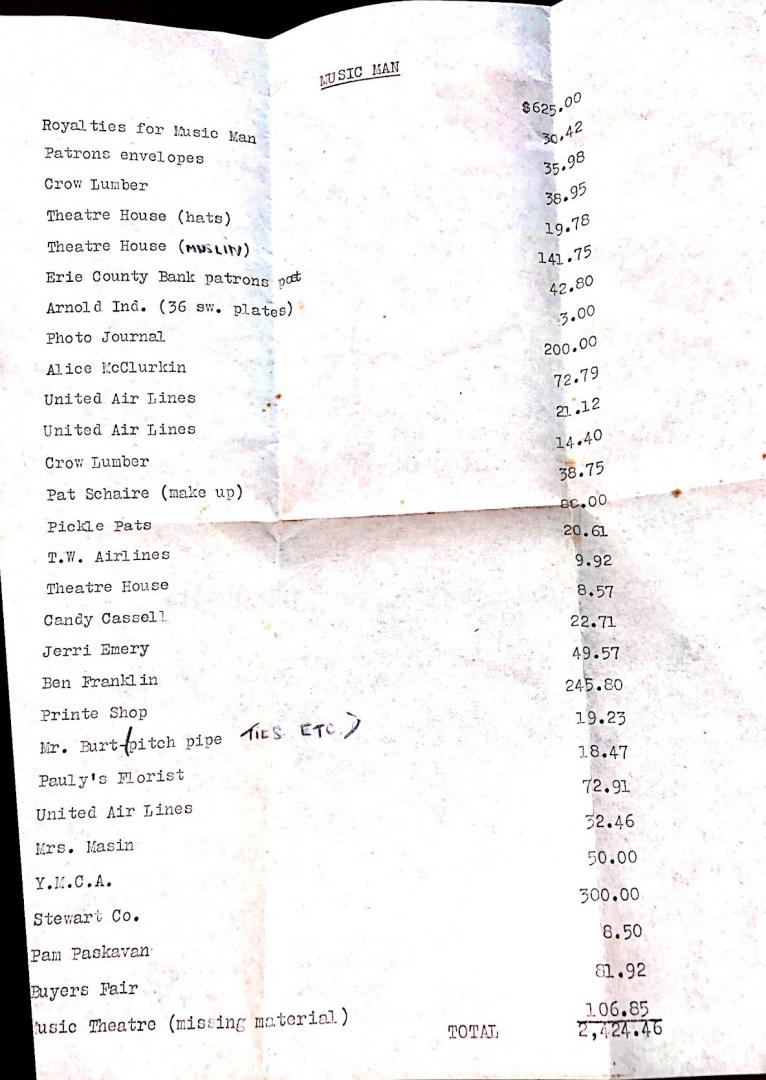 MUSIC MAN
Royalties for Music Man $625.00
Patrons envelopes 30.42
Crow Lumber 35.98
Theatre House (hats) 38.95
Theatre House (MUSLIN) 19.78
Erie County Bank patrons post 141.75
Arnold Ind. (36 sw. plates) 42.80
Photo Journal 3.00
Alice McClurkin 200.00
United Air Lines 72.79
United Air Lines 21.12
Crow Lumber 14.40
Pat Schaire (make up) 38.75
Pickle Pats 80.00
T.W. Airlines 20.61
Theatre House 9.92
Candy Cassell 8.57
Jerri Emery 22.71
Ben Franklin 49.57
Printe Shop 245.80
Mr. Burt-(pitch pipe TIES ETC.) 19.23
Pauly's Florist 18.47
United Air Lines 72.91
Mrs. Masin 32.46
Y.M.C.A. 50.00
Stewart Co. 300.00
Pam Paskavan 8.50
Buyers Fair 81.92
Music Theatre (missing material) 106.85
TOTAL 2,424.46